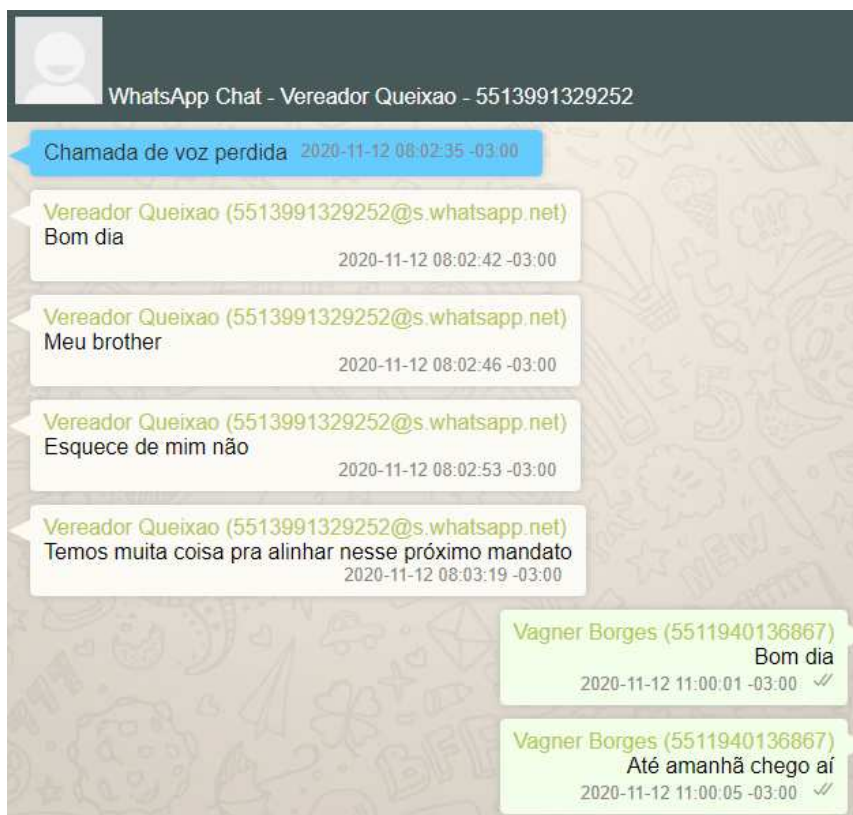 WhatsApp Chat - Vereador Queixao - 5513991329252
Chamada de voz perdida 2020-11-12 08:02:35 -03:00
Vereador Queixao (5513991329252@s.whatsapp.net)
Bom dia
2020-11-12 08:02:42 -03:00
Vereador Queixao (5513991329252@s.whatsapp.net)
Meu brother
2020-11-12 08:02:46 -03:00
Vereador Queixao (5513991329252@s.whatsapp.net)
Esquece de mim não
2020-11-12 08:02:53 -03:00
Vereador Queixao (5513991329252@s.whatsapp.net)
Temos muita coisa pra alinhar nesse próximo mandato
2020-11-12 08:03:19 -03:00
Vagner Borges (5511940136867)
Bom dia
2020-11-12 11:00:01 -03:00
Vagner Borges (5511940136867)
Até amanhã chego aí
2020-11-12 11:00:05 -03:00